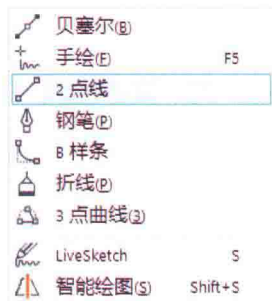 贝塞尔(B)
手绘(F) F5
2 点线
钢笔(P)
B 样条
折线(P)
3 点曲线(3)
LiveSketch S
智能绘图(S) Shift+S